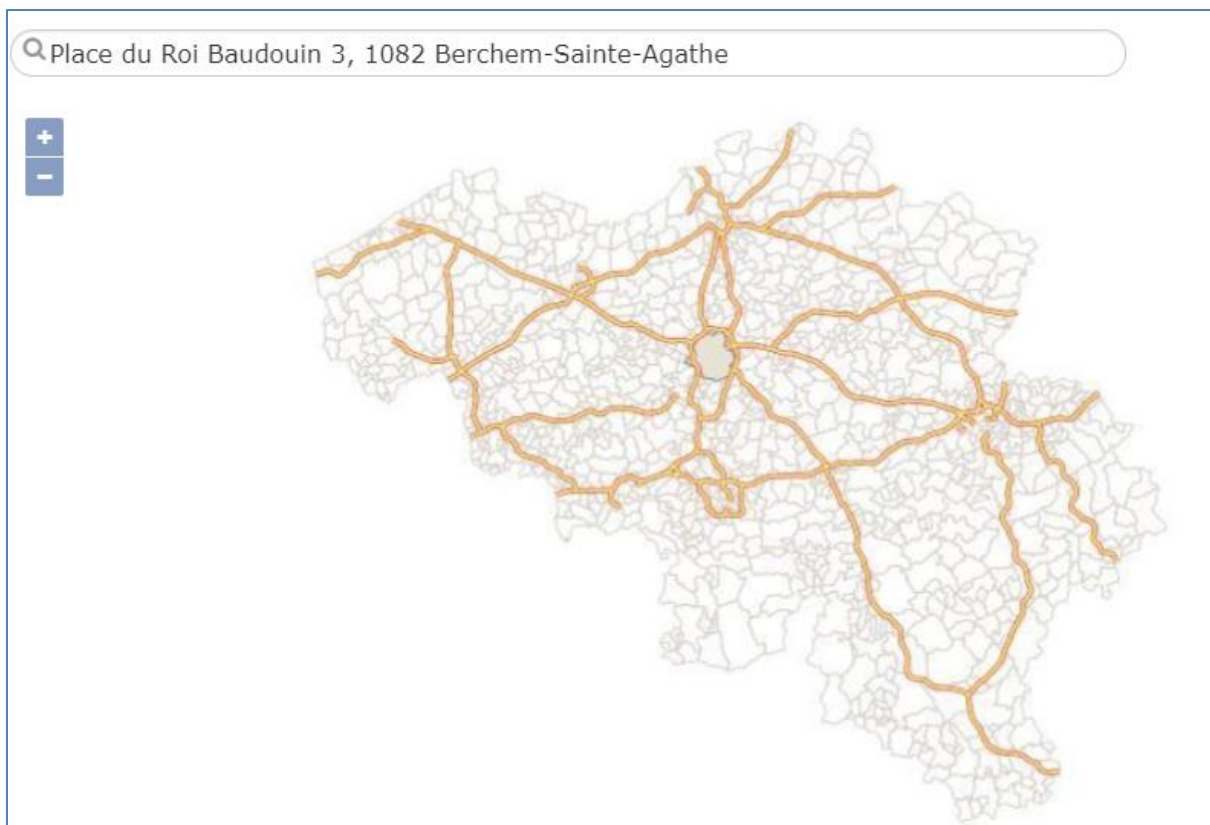 Place du Roi Baudouin 3, 1082 Berchem-Sainte-Agathe
+
−